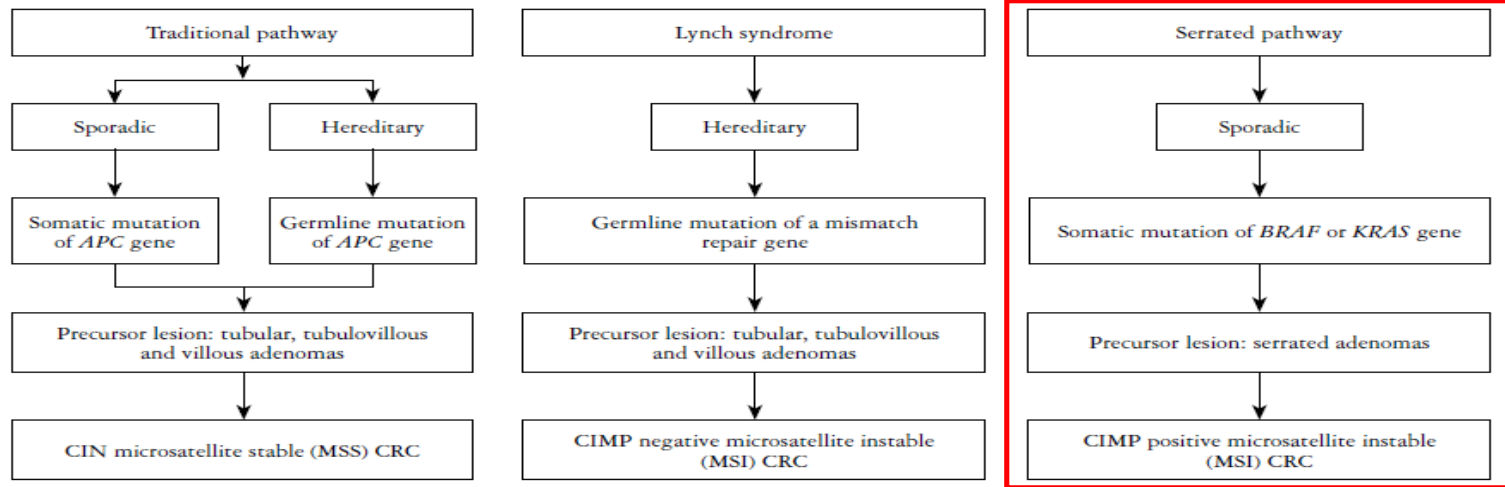 Traditional pathway
Sporadic
Hereditary
Somatic mutation
of APC gene
Germline mutation
of APC gene
Precursor lesion: tubular, tubulovillous
and villous adenomas
CIN microsatellite stable (MSS) CRC
Lynch syndrome
Hereditary
Germline mutation of a mismatch
repair gene
Precursor lesion: tubular, tubulovillous
and villous adenomas
CIMP negative microsatellite instable
(MSI) CRC
Serrated pathway
Sporadic
Somatic mutation of BRAF or KRAS gene
Precursor lesion: serrated adenomas
CIMP positive microsatellite instable
(MSI) CRC